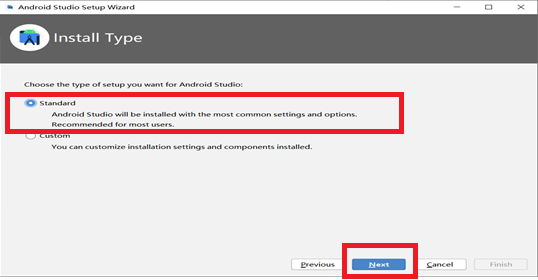 Android Studio Setup Wizard
Install Type
Choose the type of setup you want for Android Studio:
Standard
Android Studio will be installed with the most common settings and options.
Recommended for most users.
Custom
You can customize installation settings and components installed.
Previous Next Cancel Finish